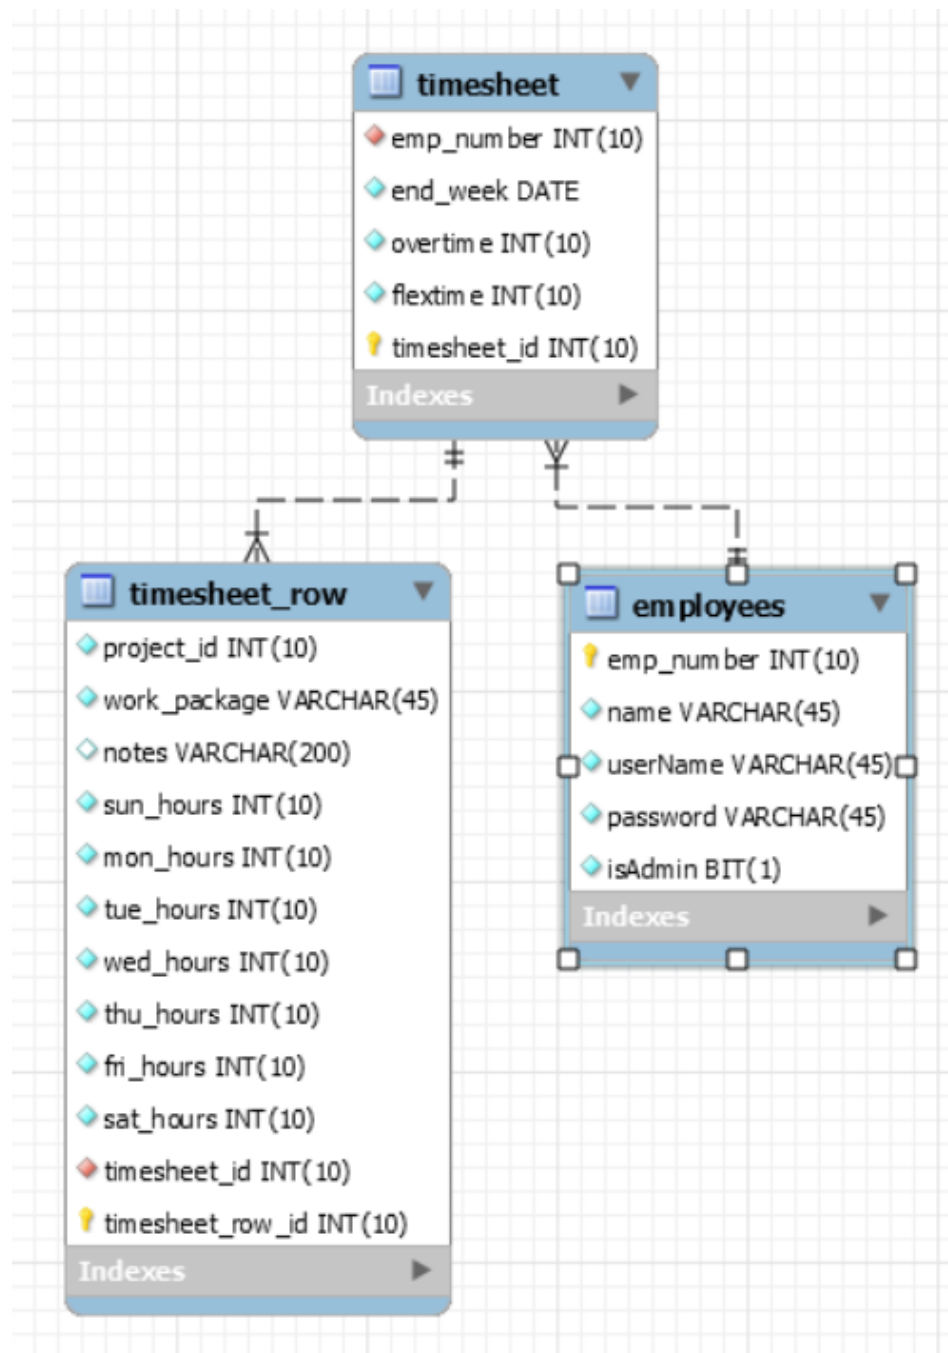 timesheet
emp_number INT(10)
end_week DATE
overtime INT(10)
flextime INT(10)
timesheet_id INT(10)
Indexes
timesheet_row
project_id INT(10)
work_package VARCHAR(45)
notes VARCHAR(200)
sun_hours INT(10)
mon_hours INT(10)
tue_hours INT(10)
wed_hours INT(10)
thu_hours INT(10)
fri_hours INT(10)
sat_hours INT(10)
timesheet_id INT(10)
timesheet_row_id INT(10)
Indexes
employees
emp_number INT(10)
name VARCHAR(45)
userName VARCHAR(45)
password VARCHAR(45)
isAdmin BIT(1)
Indexes